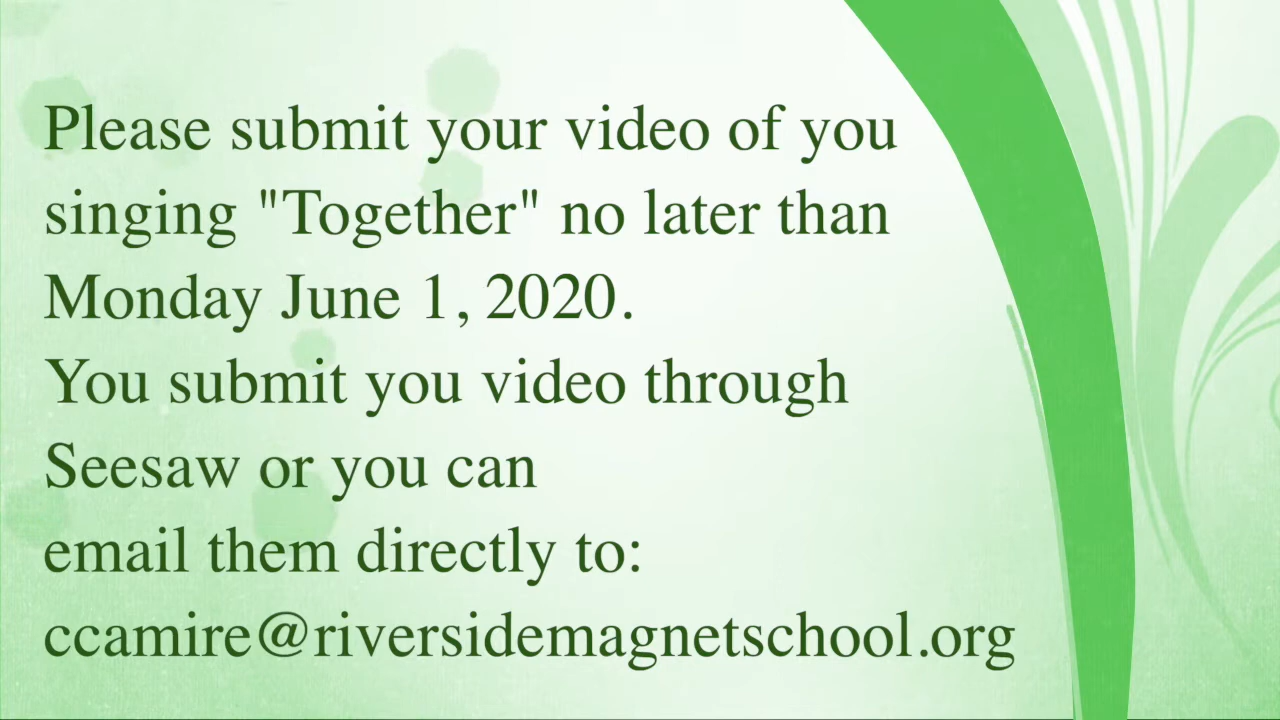 Please submit your video of you
singing "Together" no later than
Monday June 1, 2020.
You submit you video through
Seesaw or you can
email them directly to:
ccamire@riversidemagnetschool.org